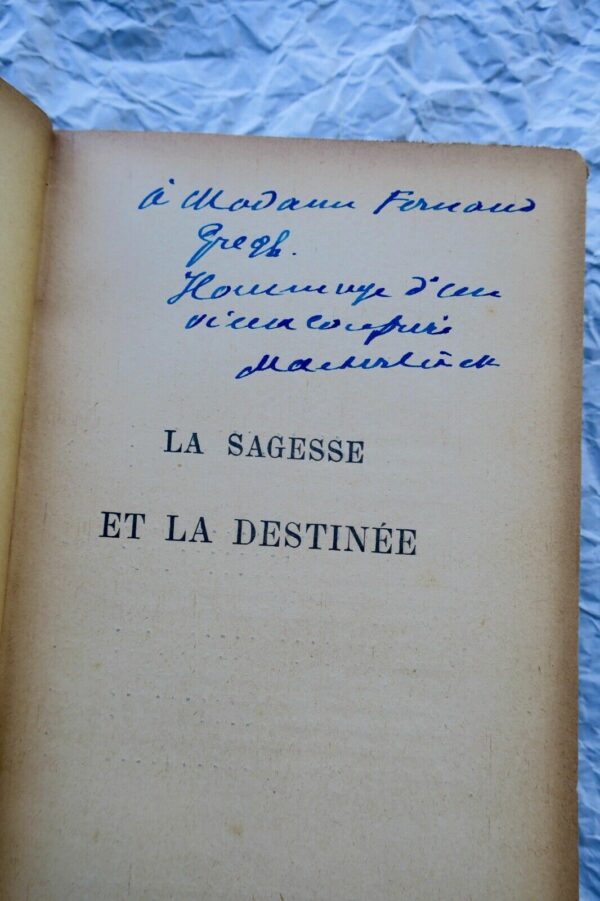 à Madame Fernand
Gregh.
Hommage d'un
vieux confrère
Maeterlinck
LA SAGESSE
ET LA DESTINÉE